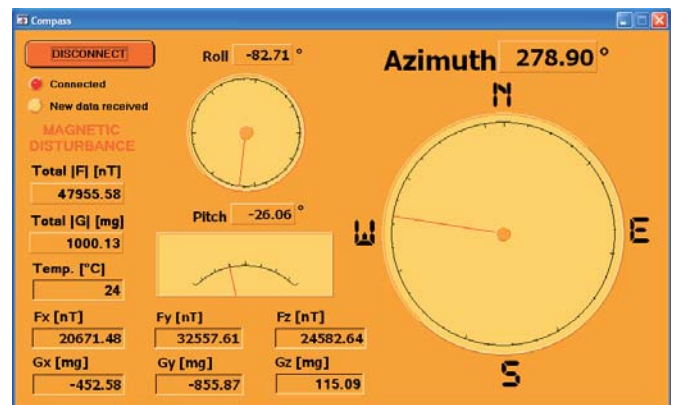 Compass
DISCONNECT
Connected
New data received
MAGNETIC
DISTURBANCE
Total |F| [nT]
47955.58
Total |G| [mg]
1000.13
Temp. [°C]
24
Roll -82.71 °
Pitch -26.06 °
Azimuth 278.90 °
N
W
E
S
Fx [nT] Fy [nT] Fz [nT]
20671.48 32557.61 24582.64
Gx [mg] Gy [mg] Gz [mg]
-452.58 -855.87 115.09